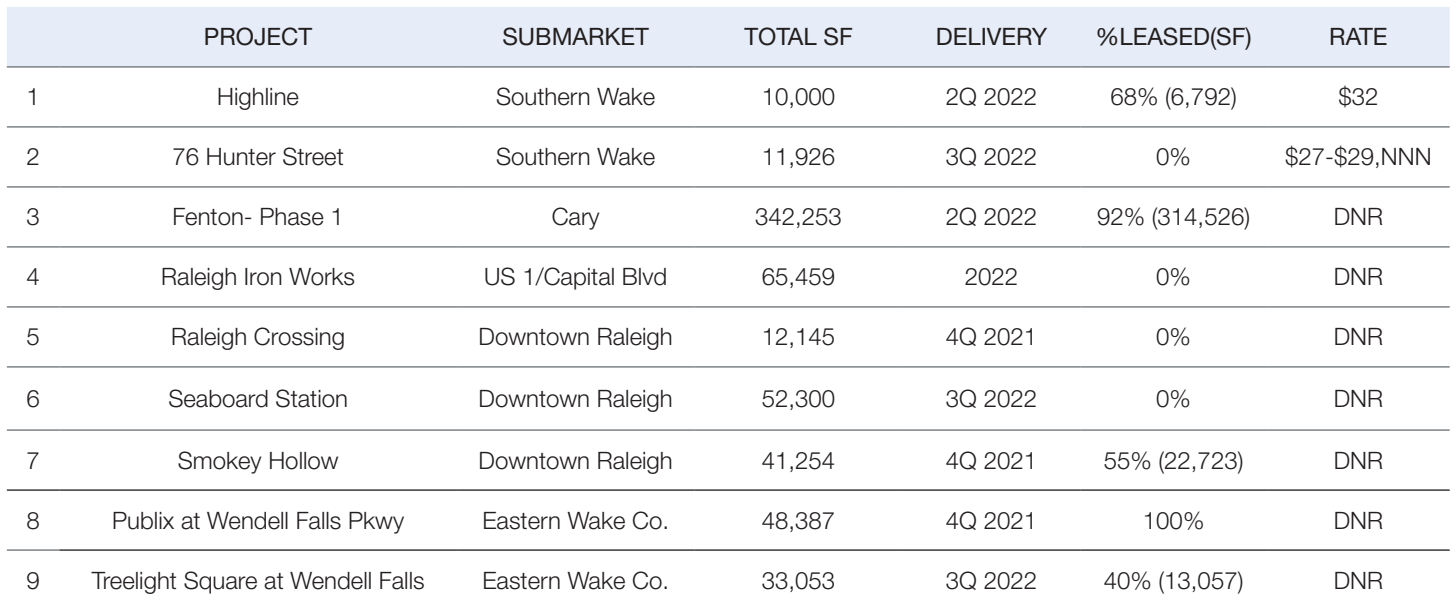 PROJECT SUBMARKET TOTAL SF DELIVERY %LEASED(SF) RATE
1 Highline Southern Wake 10,000 2Q 2022 68% (6,792) $32
2 76 Hunter Street Southern Wake 11,926 3Q 2022 0% $27-$29,NNN
3 Fenton- Phase 1 Cary 342,253 2Q 2022 92% (314,526) DNR
4 Raleigh Iron Works US 1/Capital Blvd 65,459 2022 0% DNR
5 Raleigh Crossing Downtown Raleigh 12,145 4Q 2021 0% DNR
6 Seaboard Station Downtown Raleigh 52,300 3Q 2022 0% DNR
7 Smokey Hollow Downtown Raleigh 41,254 4Q 2021 55% (22,723) DNR
8 Publix at Wendell Falls Pkwy Eastern Wake Co. 48,387 4Q 2021 100% DNR
9 Treelight Square at Wendell Falls Eastern Wake Co. 33,053 3Q 2022 40% (13,057) DNR